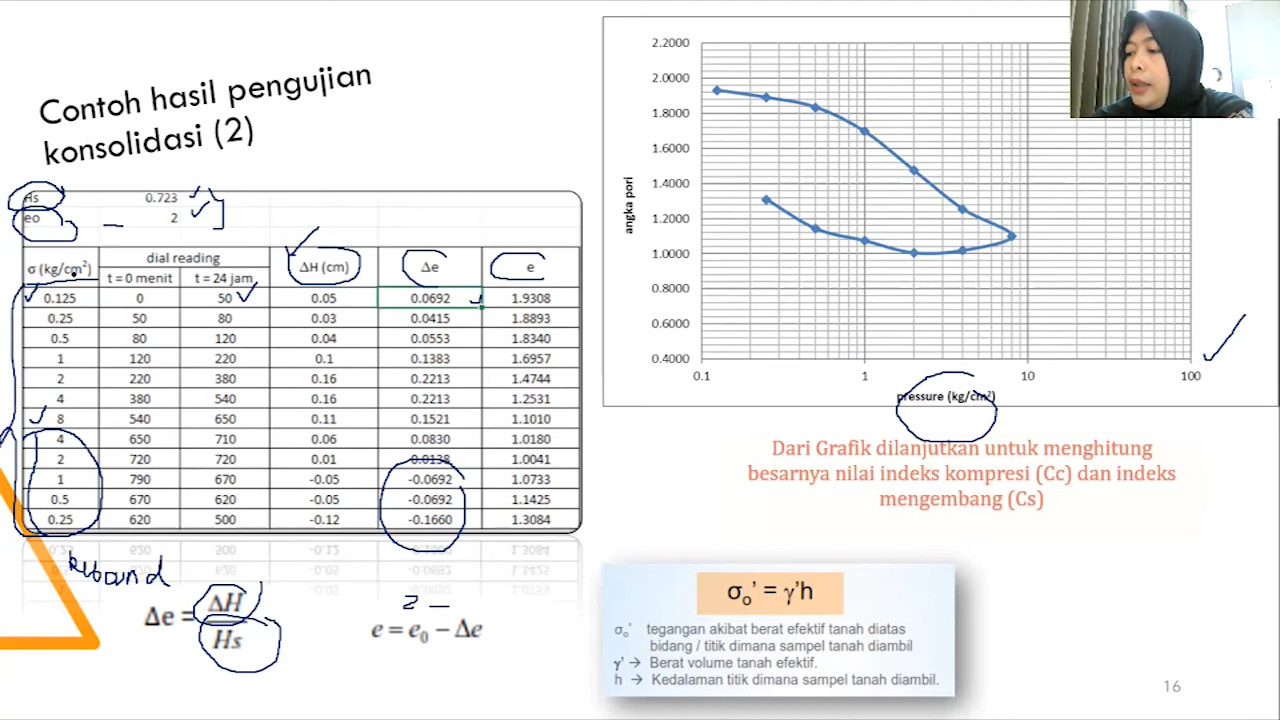 Contoh hasil pengujian
konsolidasi (2)
Hs 0.723
eo 2
σ (kg/cm²) dial reading ΔH (cm) Δe e
t = 0 menit t = 24 jam
0.125 0 50 0.05 0.0692 1.9308
0.25 50 80 0.03 0.0415 1.8893
0.5 80 120 0.04 0.0553 1.8340
1 120 220 0.1 0.1383 1.6957
2 220 380 0.16 0.2213 1.4744
4 380 540 0.16 0.2213 1.2531
8 540 650 0.11 0.1521 1.1010
4 650 710 0.06 0.0830 1.0180
2 720 720 0.01 0.0138 1.0041
1 790 670 -0.05 -0.0692 1.0733
0.5 670 620 -0.05 -0.0692 1.1425
0.25 620 500 -0.12 -0.1660 1.3084
Rebound
Δe = ΔH
Hs
2 –
e = e₀ − Δe
2.2000
2.0000
1.8000
1.6000
1.4000
1.2000
1.0000
0.8000
0.6000
0.4000
angka pori
0.1 1 10 100
pressure (kg/cm²)
Dari Grafik dilanjutkan untuk menghitung
besarnya nilai indeks kompresi (Cc) dan indeks
mengembang (Cs)
σo' = γ'h
σo' tegangan akibat berat efektif tanah diatas
bidang / titik dimana sampel tanah diambil
γ' → Berat volume tanah efektif.
h → Kedalaman titik dimana sampel tanah diambil.
16